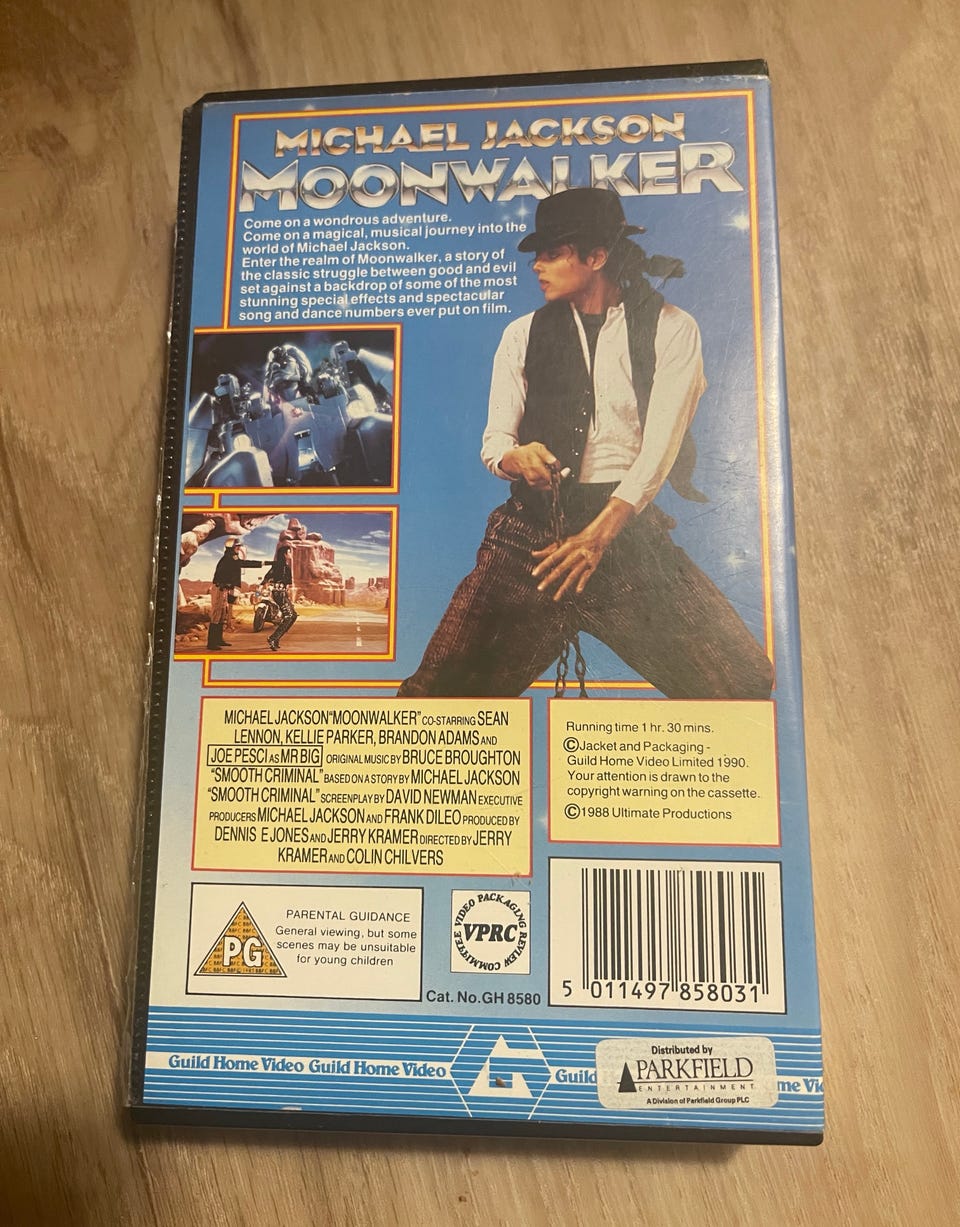 MICHAEL JACKSON
MOONWALKER
Come on a wondrous adventure.
Come on a magical, musical journey into the
world of Michael Jackson.
Enter the realm of Moonwalker, a story of
the classic struggle between good and evil
set against a backdrop of some of the most
stunning special effects and spectacular
song and dance numbers ever put on film.
MICHAEL JACKSON "MOONWALKER" CO-STARRING SEAN
LENNON, KELLIE PARKER, BRANDON ADAMS AND
JOE PESCI AS MR BIG ORIGINAL MUSIC BY BRUCE BROUGHTON
"SMOOTH CRIMINAL" BASED ON A STORY BY MICHAEL JACKSON
"SMOOTH CRIMINAL" SCREENPLAY BY DAVID NEWMAN EXECUTIVE
PRODUCERS MICHAEL JACKSON AND FRANK DILEO PRODUCED BY
DENNIS E JONES AND JERRY KRAMER DIRECTED BY JERRY
KRAMER AND COLIN CHILVERS
Running time 1 hr. 30 mins.
©Jacket and Packaging -
Guild Home Video Limited 1990.
Your attention is drawn to the
copyright warning on the cassette.
©1988 Ultimate Productions
PG
PARENTAL GUIDANCE
General viewing, but some
scenes may be unsuitable
for young children
VIDEO PACKAGING REVIEW COMMITTEE
VPRC
Cat. No. GH 8580
5 011497 858031
Guild Home Video Guild Home Video
G
Guild
me Vi
Distributed by
PARKFIELD
ENTERTAINMENT
A Division of Parkfield Group PLC